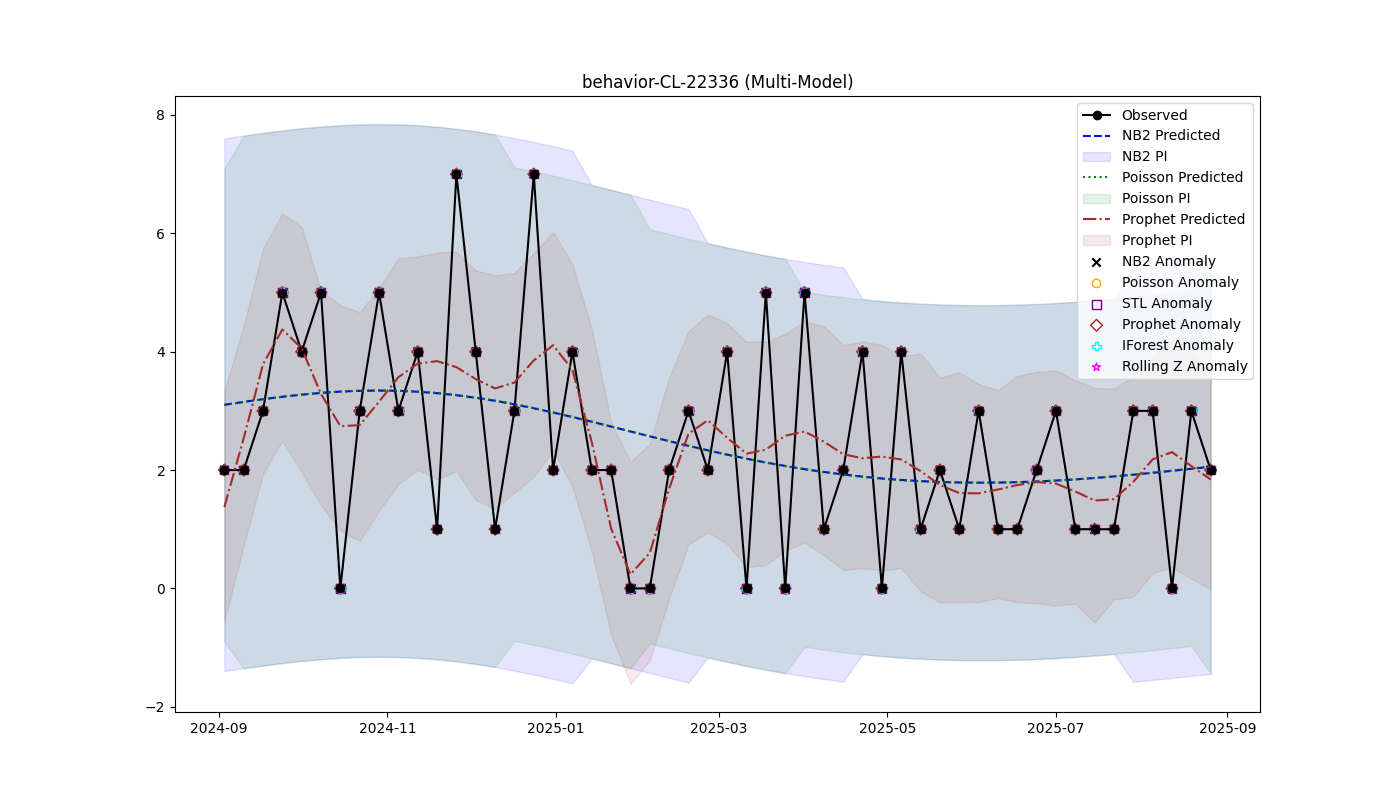 behavior-CL-22336 (Multi-Model)
8
6
4
2
0
−2
2024-09
2024-11
2025-01
2025-03
2025-05
2025-07
2025-09
Observed
NB2 Predicted
NB2 PI
Poisson Predicted
Poisson PI
Prophet Predicted
Prophet PI
NB2 Anomaly
Poisson Anomaly
STL Anomaly
Prophet Anomaly
IForest Anomaly
Rolling Z Anomaly